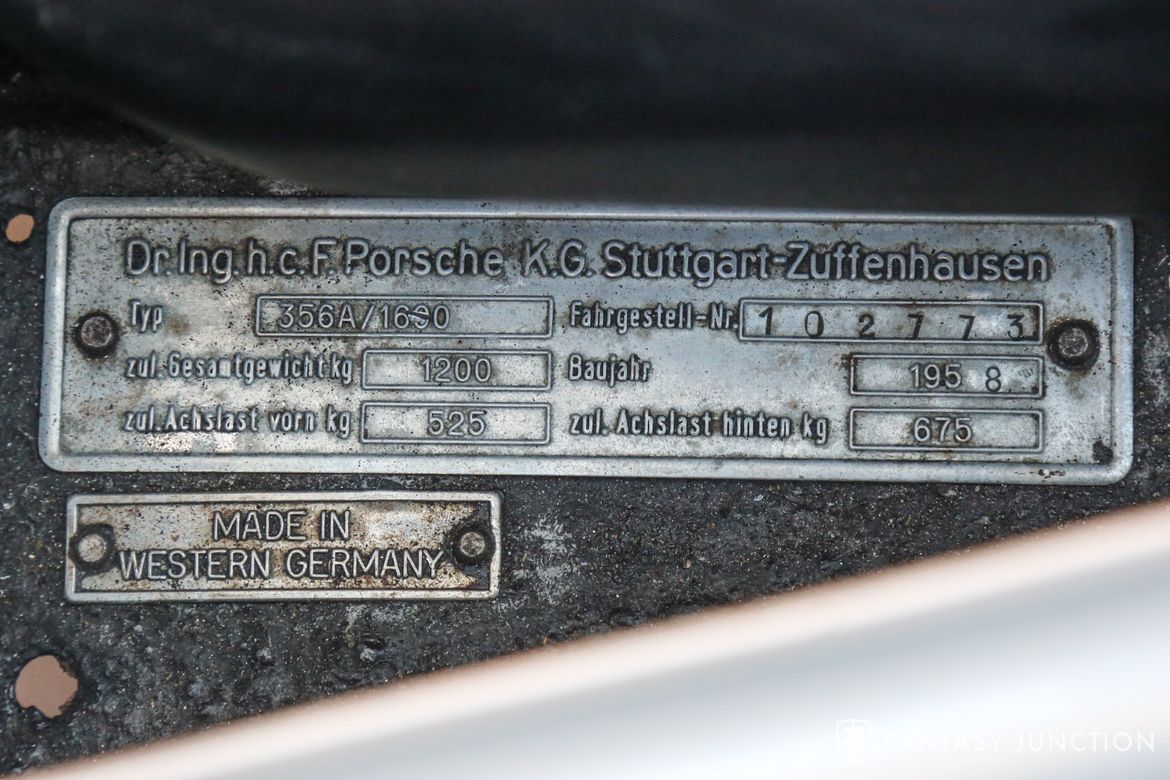 Dr. Ing. h.c. F. Porsche K.G. Stuttgart-Zuffenhausen
Typ 356A/1600 Fahrgestell-Nr. 102773
zul. Gesamtgewicht kg 1200 Baujahr 1958
zul. Achslast vorn kg 525 zul. Achslast hinten kg 675
MADE IN
WESTERN GERMANY
FANTASY JUNCTION